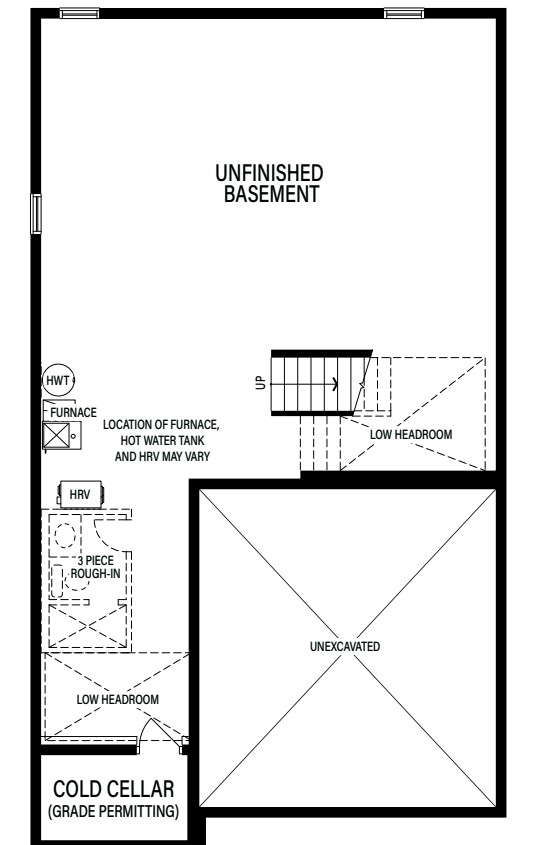 UNFINISHED
BASEMENT
HWT
FURNACE
UP
LOCATION OF FURNACE,
HOT WATER TANK
AND HRV MAY VARY
LOW HEADROOM
HRV
3 PIECE
ROUGH-IN
UNEXCAVATED
LOW HEADROOM
COLD CELLAR
(GRADE PERMITTING)